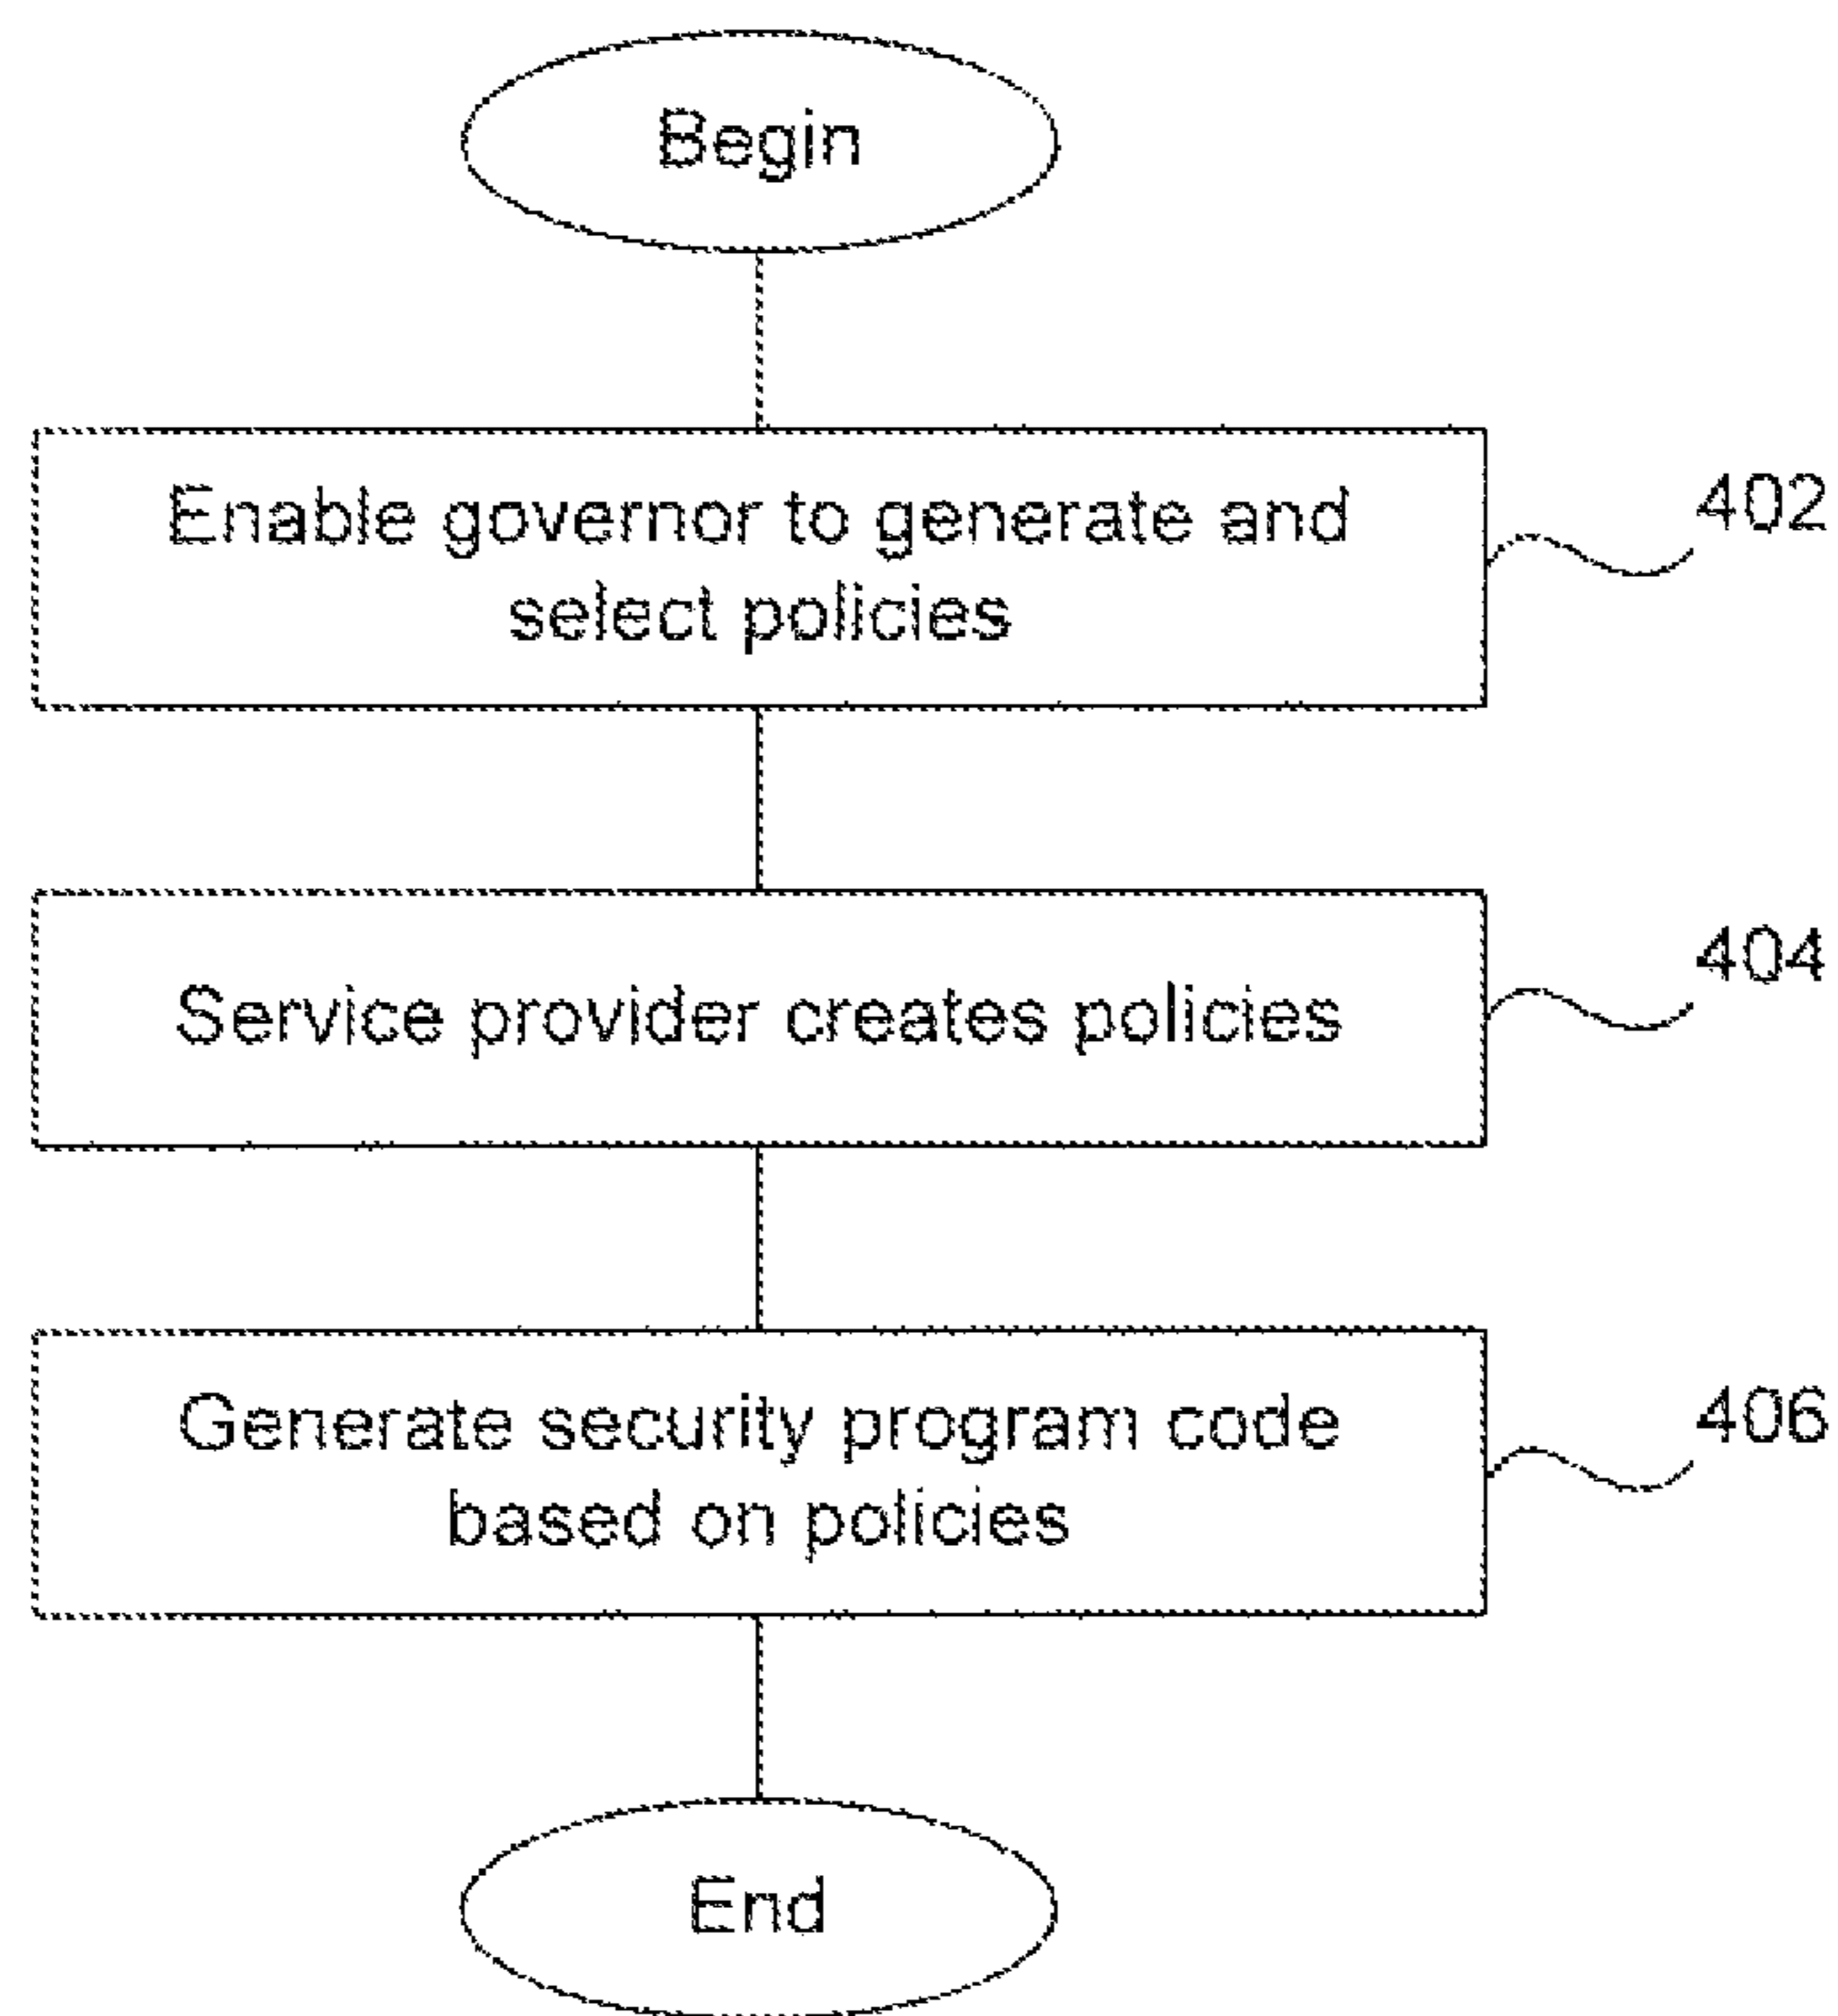 Begin
Enable governor to generate and
select policies
402
Service provider creates policies
404
Generate security program code
based on policies
406
End